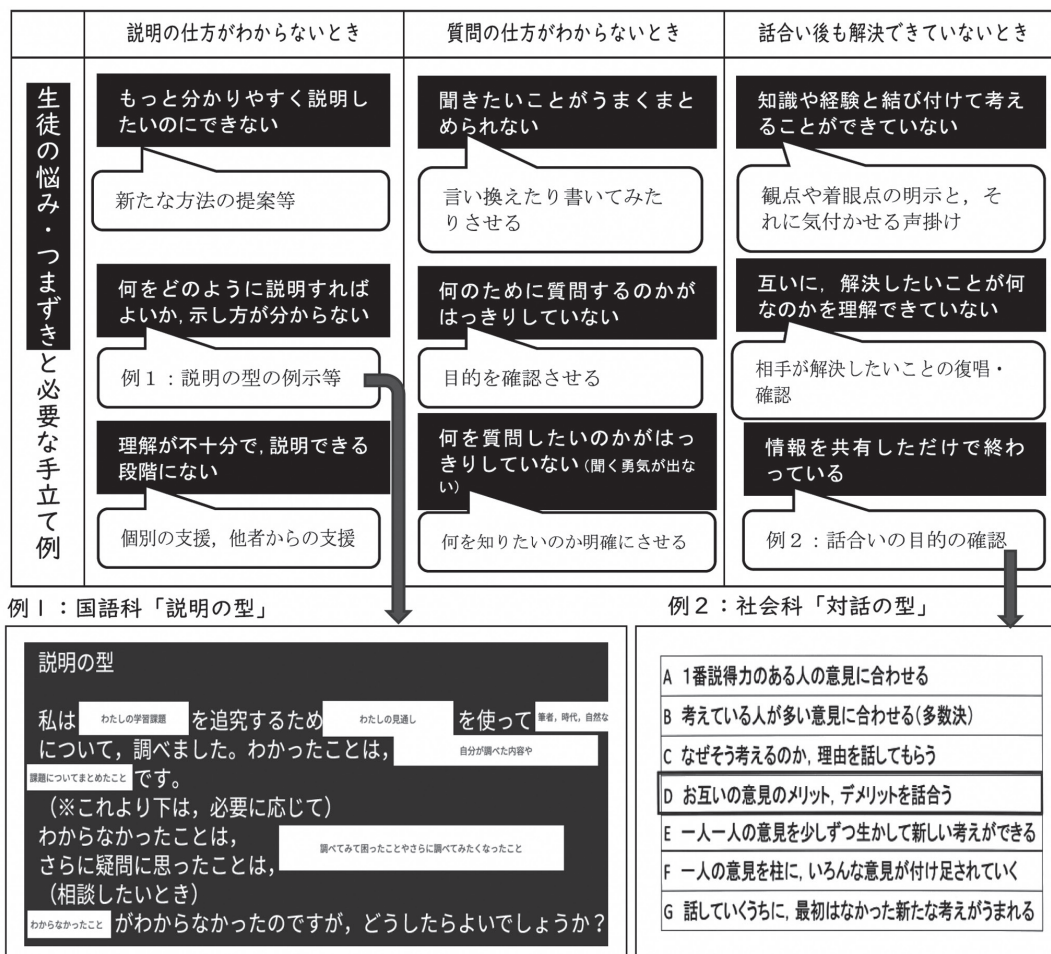 説明の仕方がわからないとき
質問の仕方がわからないとき
話合い後も解決できていないとき
生徒の悩み・つまずきと必要な手立て例
もっと分かりやすく説明し
たいのにできない
新たな方法の提案等
何をどのように説明すれば
よいか,示し方が分からない
例1：説明の型の例示等
理解が不十分で,説明できる
段階にない
個別の支援，他者からの支援
聞きたいことがうまくまと
められない
言い換えたり書いてみた
りさせる
何のために質問するのかが
はっきりしていない
目的を確認させる
何を質問したいのかがはっ
きりしていない（聞く勇気が出な
い）
何を知りたいのか明確にさせる
知識や経験と結び付けて考え
ることができていない
観点や着眼点の明示と，そ
れに気付かせる声掛け
互いに，解決したいことが何
なのかを理解できていない
相手が解決したいことの復唱・
確認
情報を共有しただけで終わ
っている
例２：話合いの目的の確認
例１：国語科「説明の型」
説明の型
私は わたしの学習課題 を追究するため わたしの見通し を使って 筆者，時代，自然な
について，調べました。わかったことは， 自分が調べた内容や
課題についてまとめたこと です。
（※これより下は，必要に応じて）
わからなかったことは，
調べてみて困ったことやさらに調べてみたくなったこと
さらに疑問に思ったことは，
（相談したいとき）
わからなかったこと がわからなかったのですが，どうしたらよいでしょうか？
例２：社会科「対話の型」
A 1番説得力のある人の意見に合わせる
B 考えている人が多い意見に合わせる(多数決)
C なぜそう考えるのか,理由を話してもらう
D お互いの意見のメリット,デメリットを話合う
E 一人一人の意見を少しずつ生かして新しい考えができる
F 一人の意見を柱に,いろんな意見が付け足されていく
G 話していくうちに,最初はなかった新たな考えがうまれる